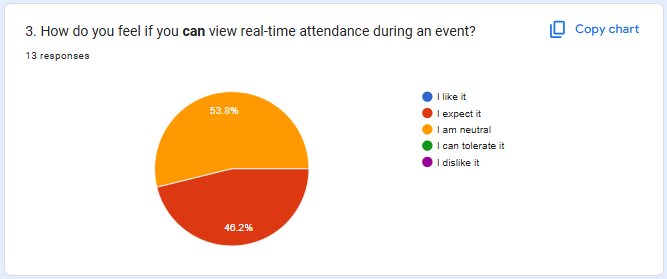 3. How do you feel if you can view real-time attendance during an event?
Copy chart
13 responses
53.8%
46.2%
I like it
I expect it
I am neutral
I can tolerate it
I dislike it